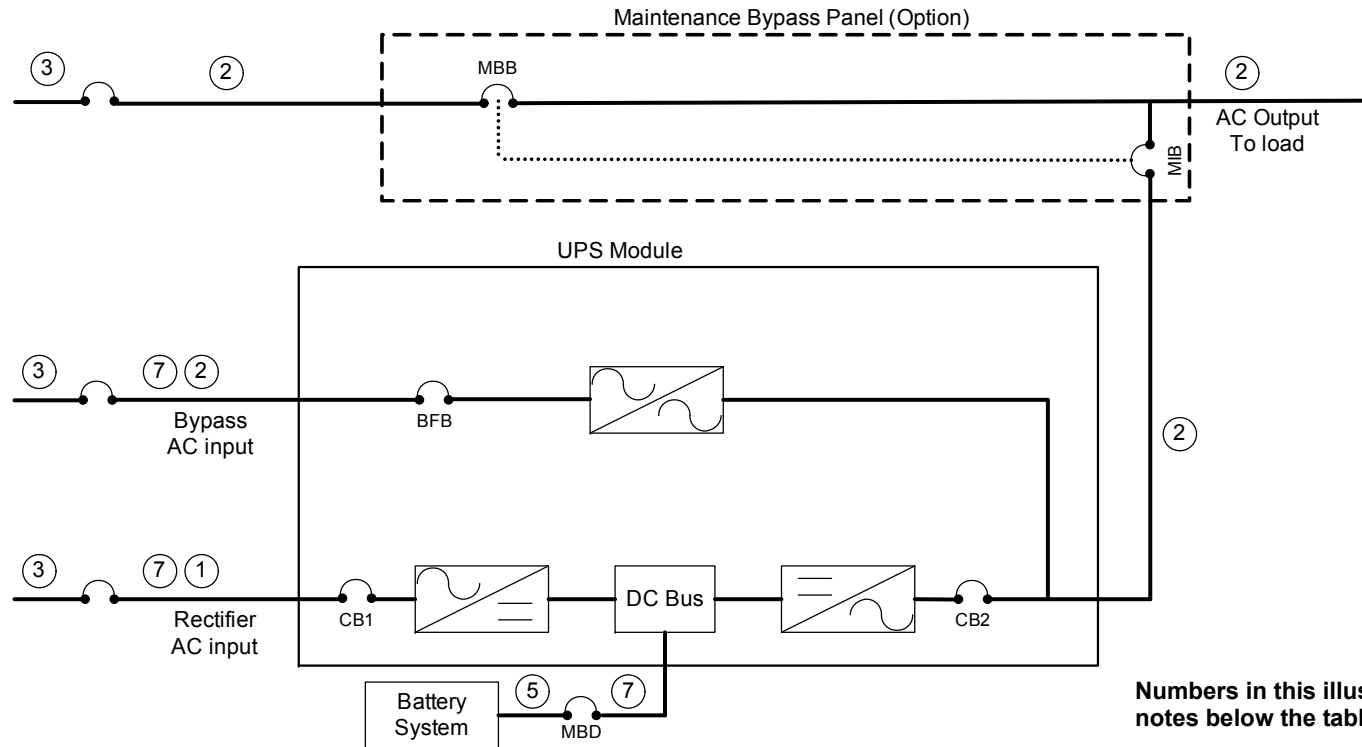 Maintenance Bypass Panel (Option)
3
2
MBB
2
AC Output
To load
MIB
UPS Module
3
7 2
Bypass
AC input
BFB
2
3
7 1
Rectifier
AC input
CB1
DC Bus
CB2
Battery
System
5
MBD
7
Numbers in this illus
notes below the tabl